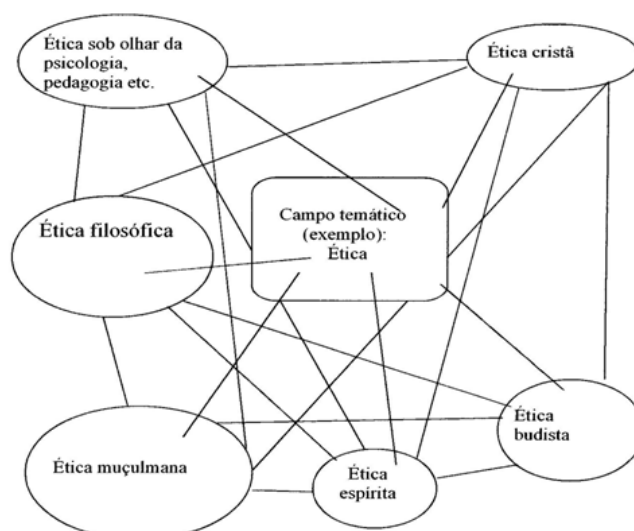 Ética sob olhar da
psicologia,
pedagogia etc.
Ética cristã
Ética filosófica
Campo temático
(exemplo):
Ética
Ética muçulmana
Ética
espírita
Ética
budista